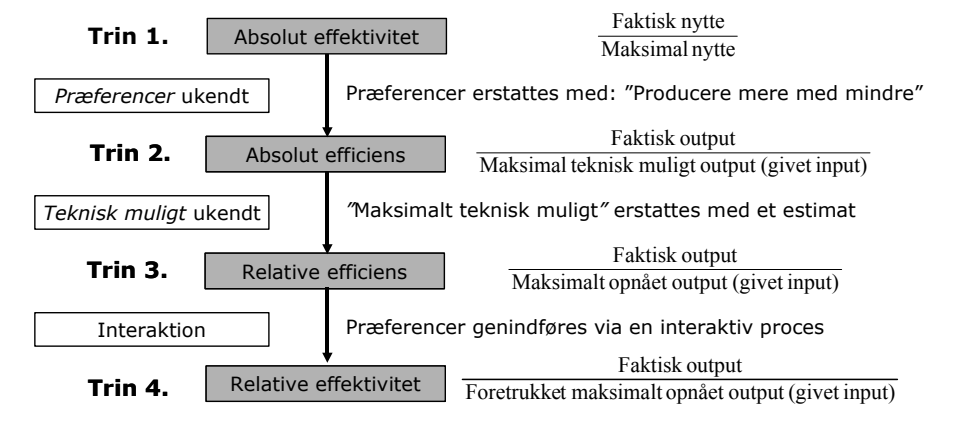 Trin 1.
Absolut effektivitet
Faktisk nytte
Maksimal nytte
Præferencer ukendt
Præferencer erstattes med: ”Producere mere med mindre”
Trin 2.
Absolut efficiens
Faktisk output
Maksimal teknisk muligt output (givet input)
Teknisk muligt ukendt
”Maksimalt teknisk muligt” erstattes med et estimat
Trin 3.
Relative efficiens
Faktisk output
Maksimalt opnået output (givet input)
Interaktion
Præferencer genindføres via en interaktiv proces
Trin 4.
Relative effektivitet
Faktisk output
Foretrukket maksimalt opnået output (givet input)